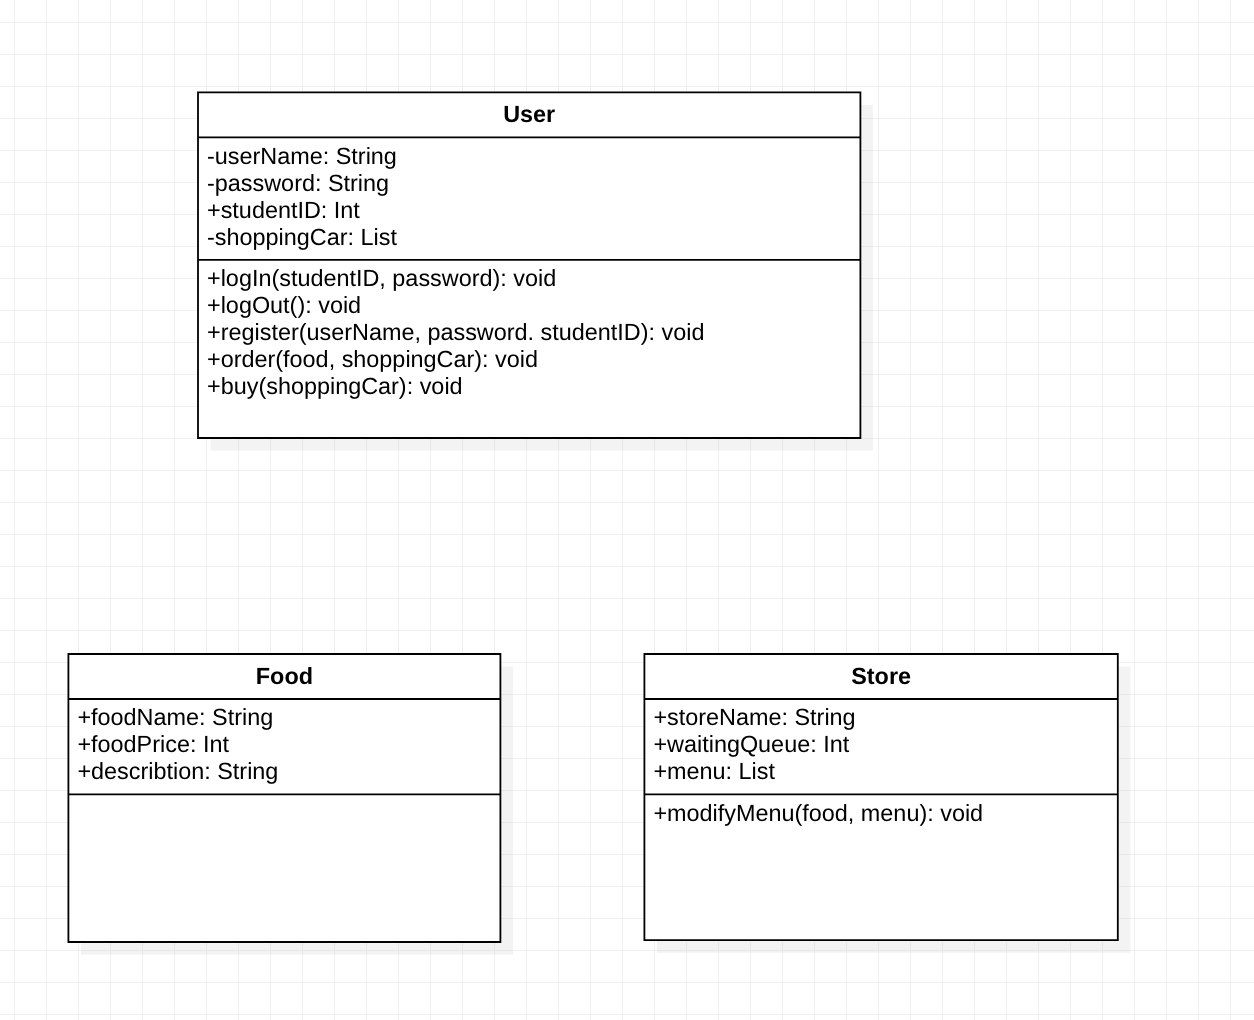 User
-userName: String
-password: String
+studentID: Int
-shoppingCar: List
+logIn(studentID, password): void
+logOut(): void
+register(userName, password. studentID): void
+order(food, shoppingCar): void
+buy(shoppingCar): void
Food
+foodName: String
+foodPrice: Int
+describtion: String
Store
+storeName: String
+waitingQueue: Int
+menu: List
+modifyMenu(food, menu): void